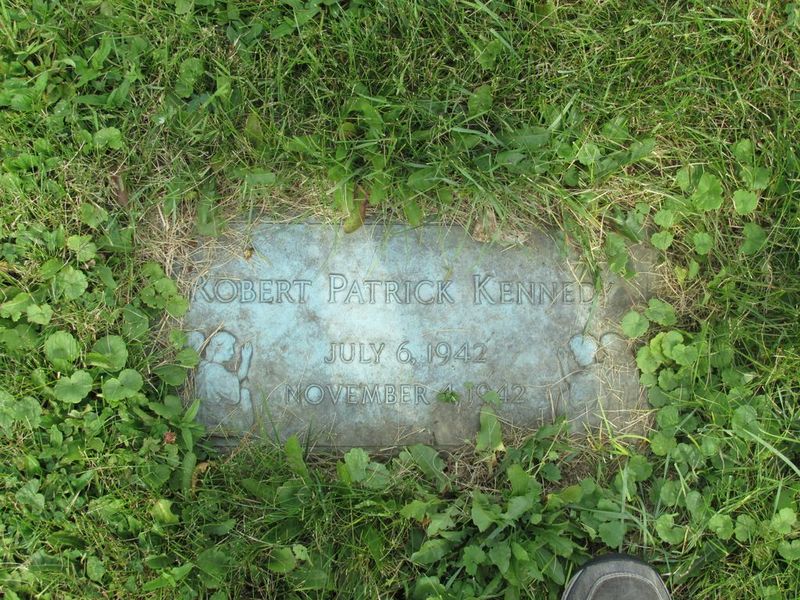 ROBERT PATRICK KENNEDY
JULY 6, 1942
NOVEMBER 4, 1942